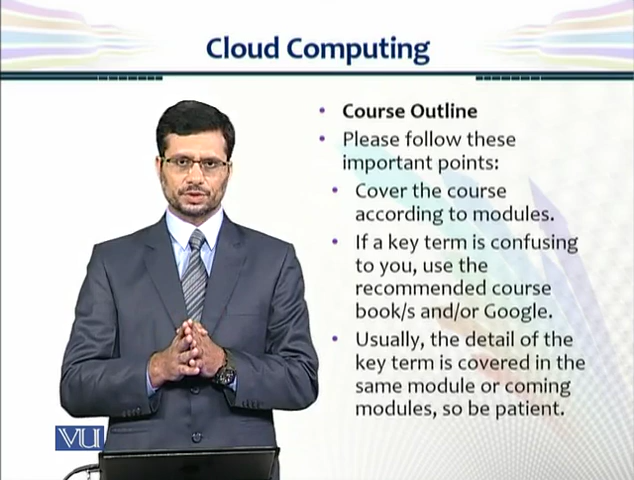 Cloud Computing
• Course Outline
• Please follow these
important points:
• Cover the course
according to modules.
• If a key term is confusing
to you, use the
recommended course
book/s and/or Google.
• Usually, the detail of the
key term is covered in the
same module or coming
modules, so be patient.
VU